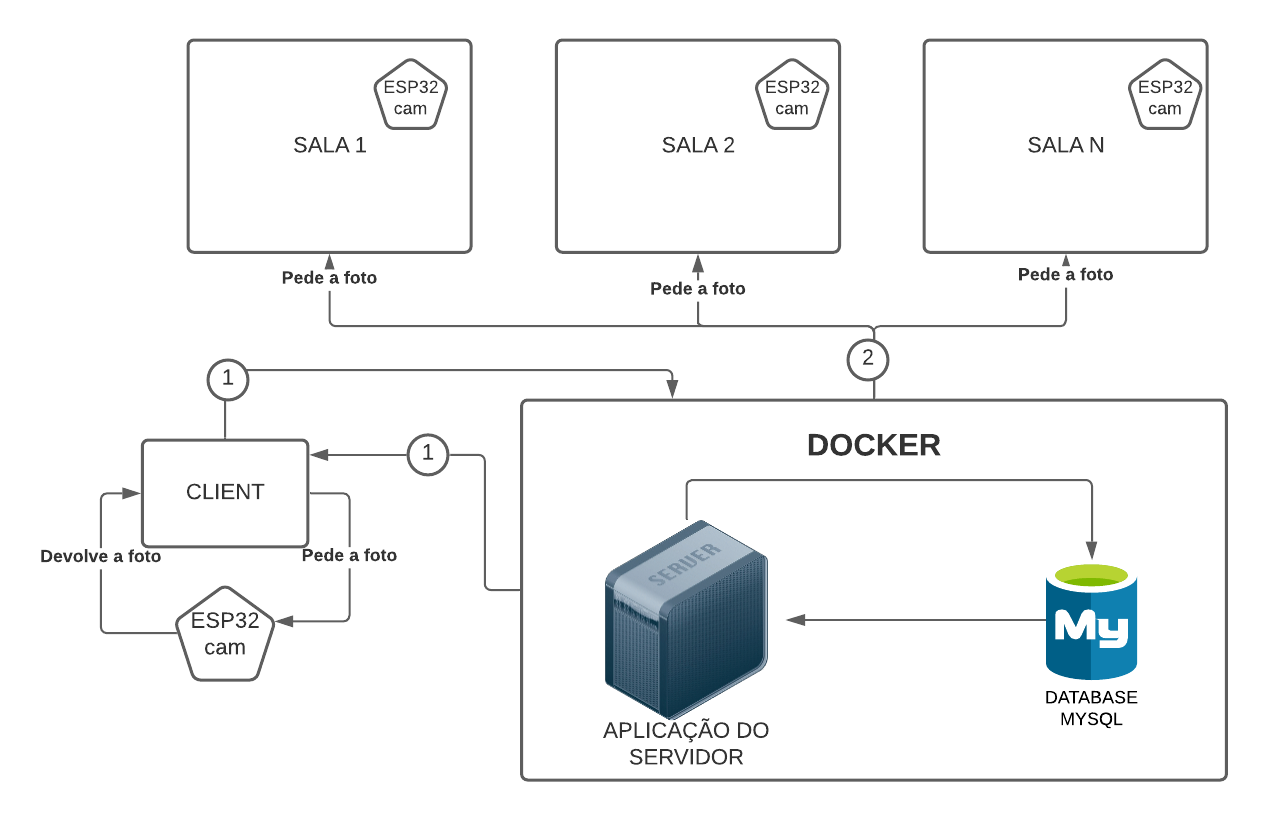 ESP32
cam
SALA 1
ESP32
cam
SALA 2
ESP32
cam
SALA N
Pede a foto
Pede a foto
Pede a foto
2
1
1
CLIENT
Devolve a foto
Pede a foto
ESP32
cam
DOCKER
SERVER
My
APLICAÇÃO DO
SERVIDOR
DATABASE
MYSQL